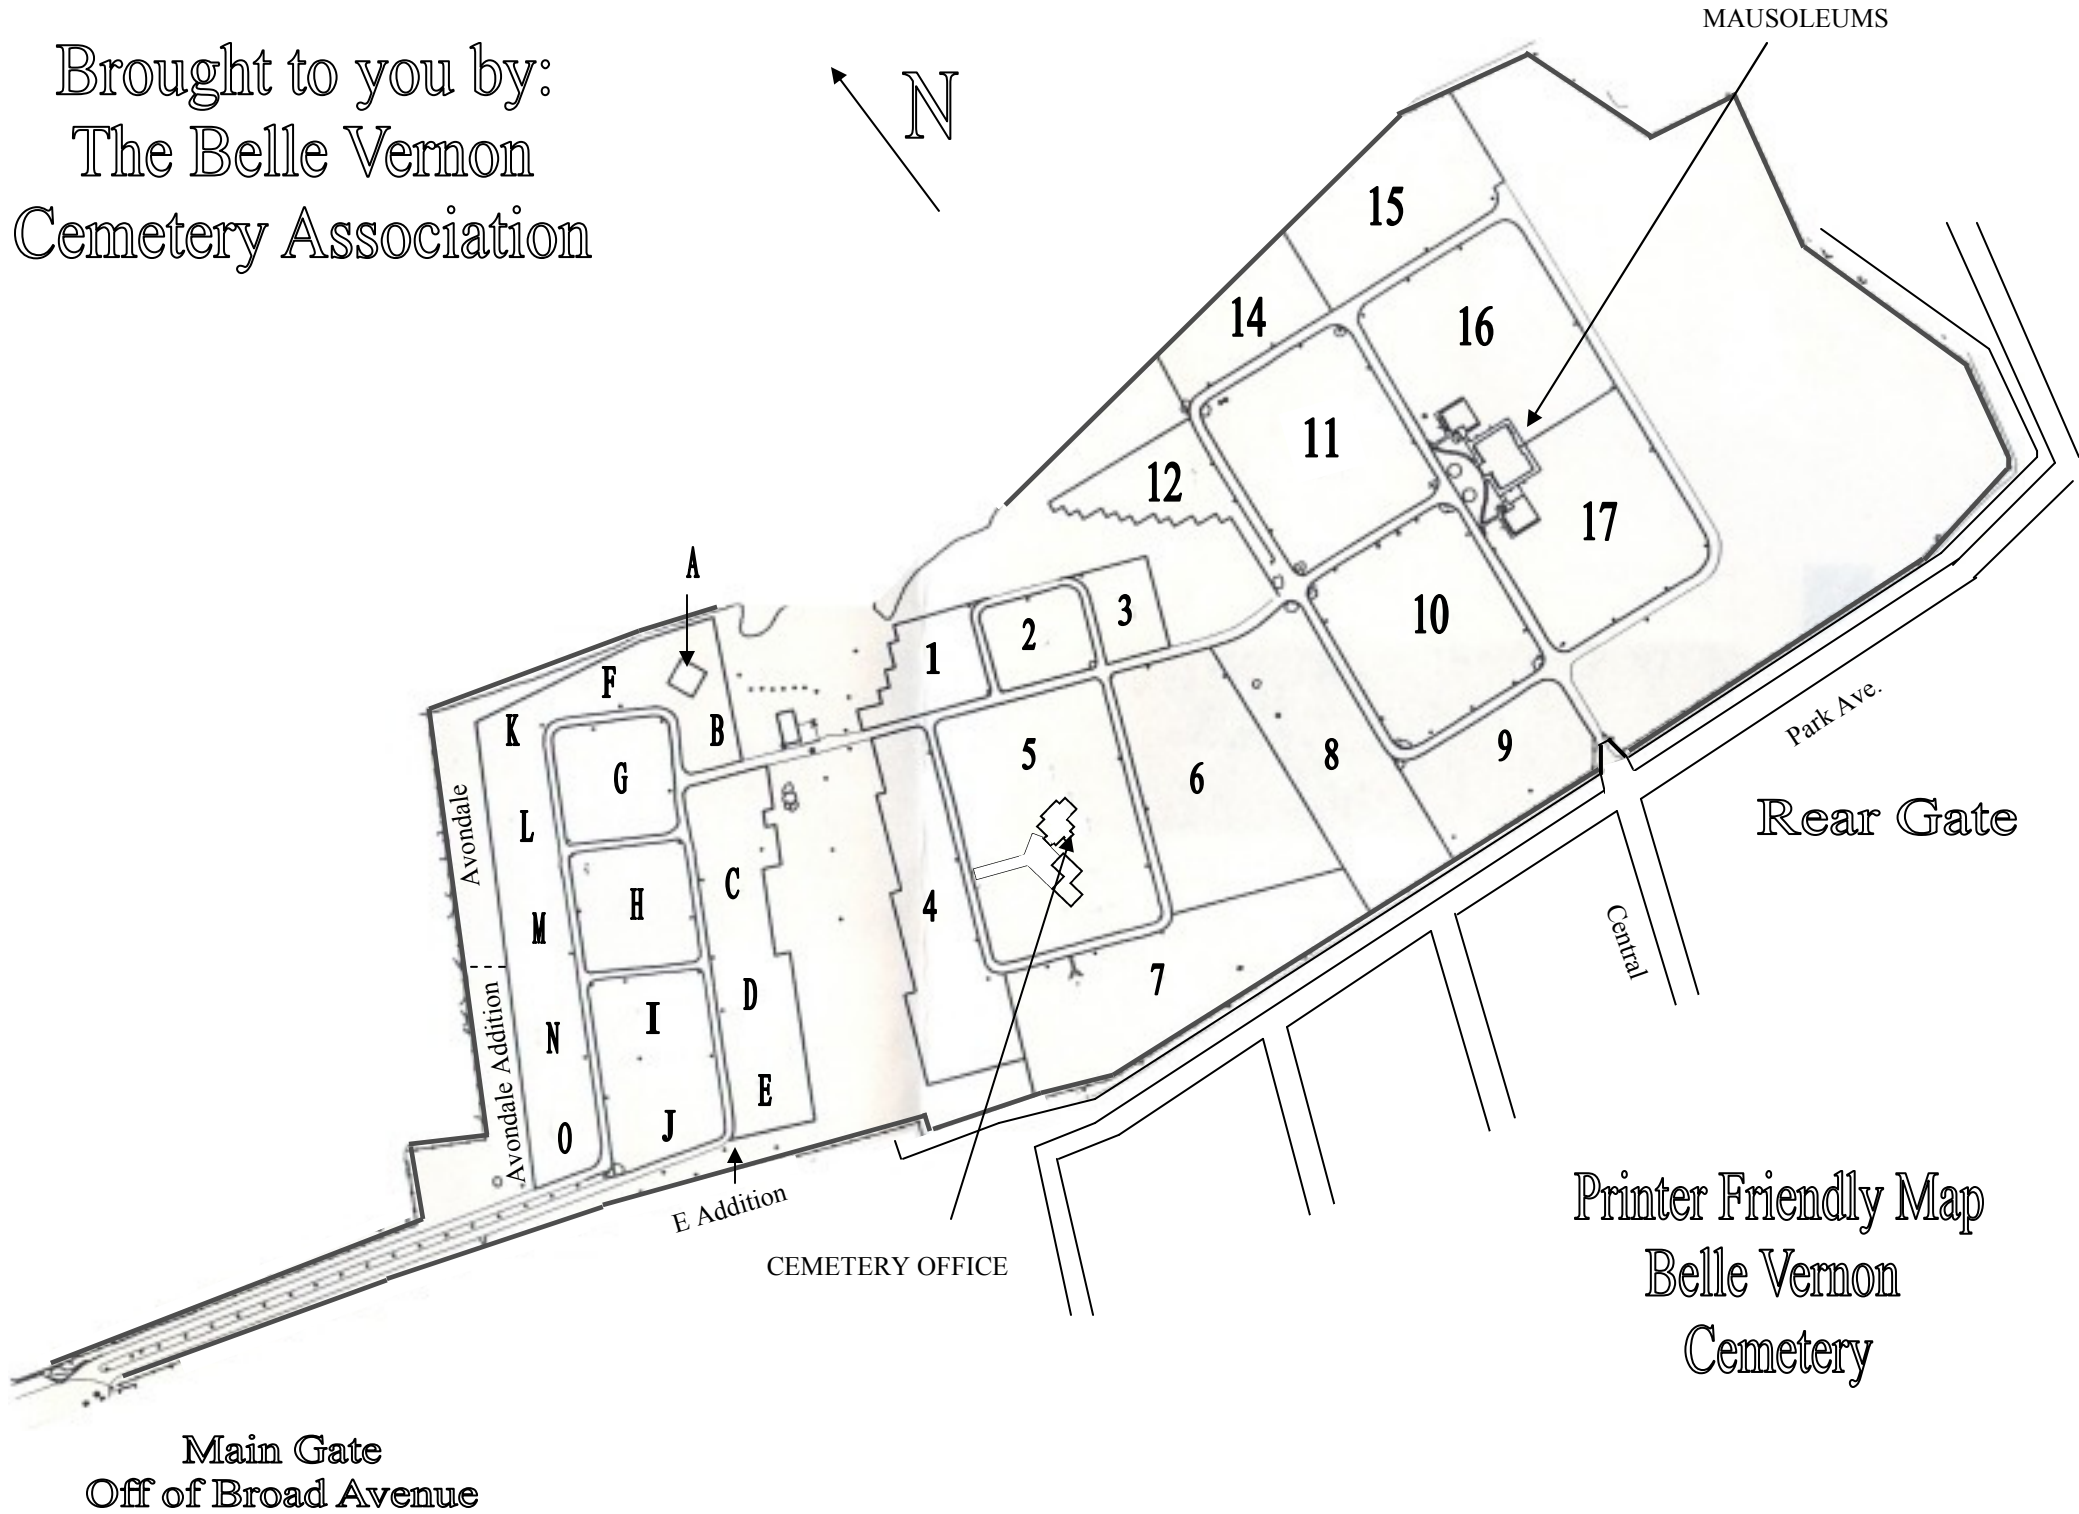 MAUSOLEUMS
Brought to you by:
The Belle Vernon
Cemetery Association
N
15
14
16
11
12
17
10
A
3
2
1
F
K
B
G
5
6
8
9
Park Ave.
Rear Gate
Avondale
L
C
H
4
M
Central
7
D
I
N
Avondale Addition
E
J
O
E Addition
CEMETERY OFFICE
Printer Friendly Map
Belle Vernon
Cemetery
Main Gate
Off of Broad Avenue